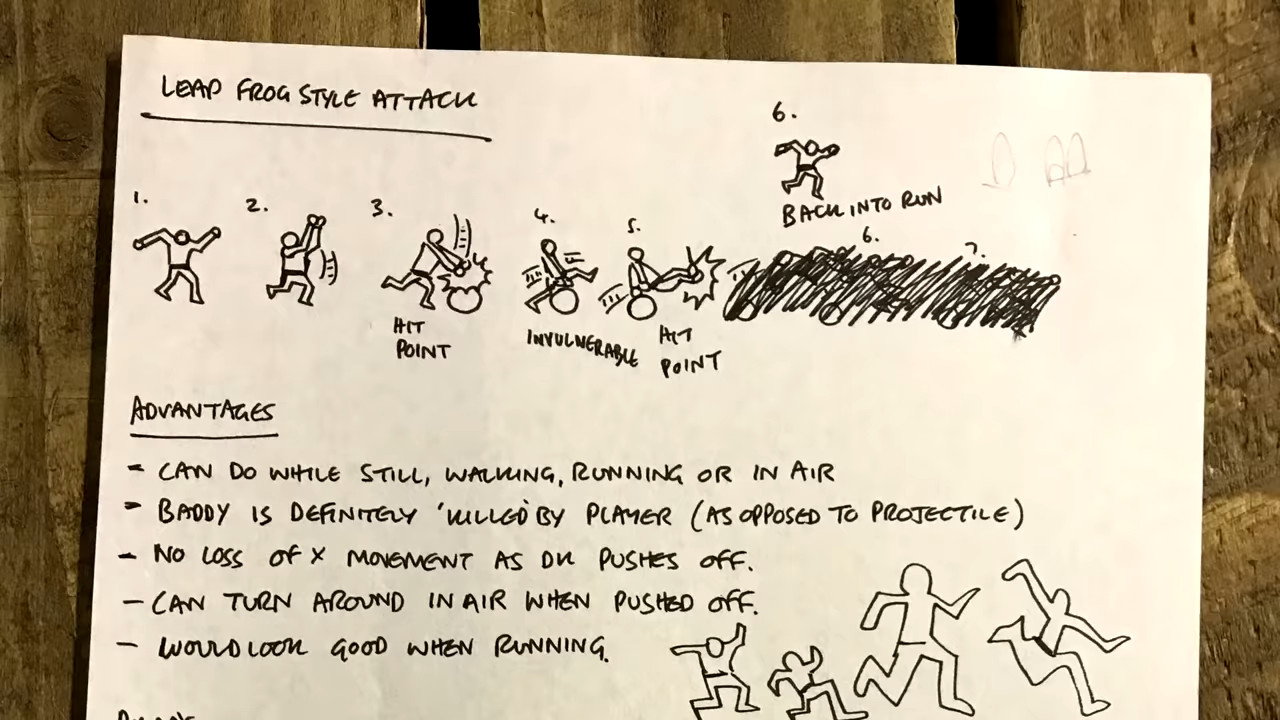 LEAP FROG STYLE ATTACK
6.
BACK INTO RUN
1.
2.
3.
4.
5.
6.
7.
HIT
POINT
INVULNERABLE
HIT
POINT
ADVANTAGES
- CAN DO WHILE STILL, WALKING, RUNNING OR IN AIR
- BADDY IS DEFINITELY 'KILLED' BY PLAYER (AS OPPOSED TO PROJECTILE)
- NO LOSS OF X MOVEMENT AS DK PUSHES OFF.
- CAN TURN AROUND IN AIR WHEN PUSHED OFF.
- WOULD LOOK GOOD WHEN RUNNING.